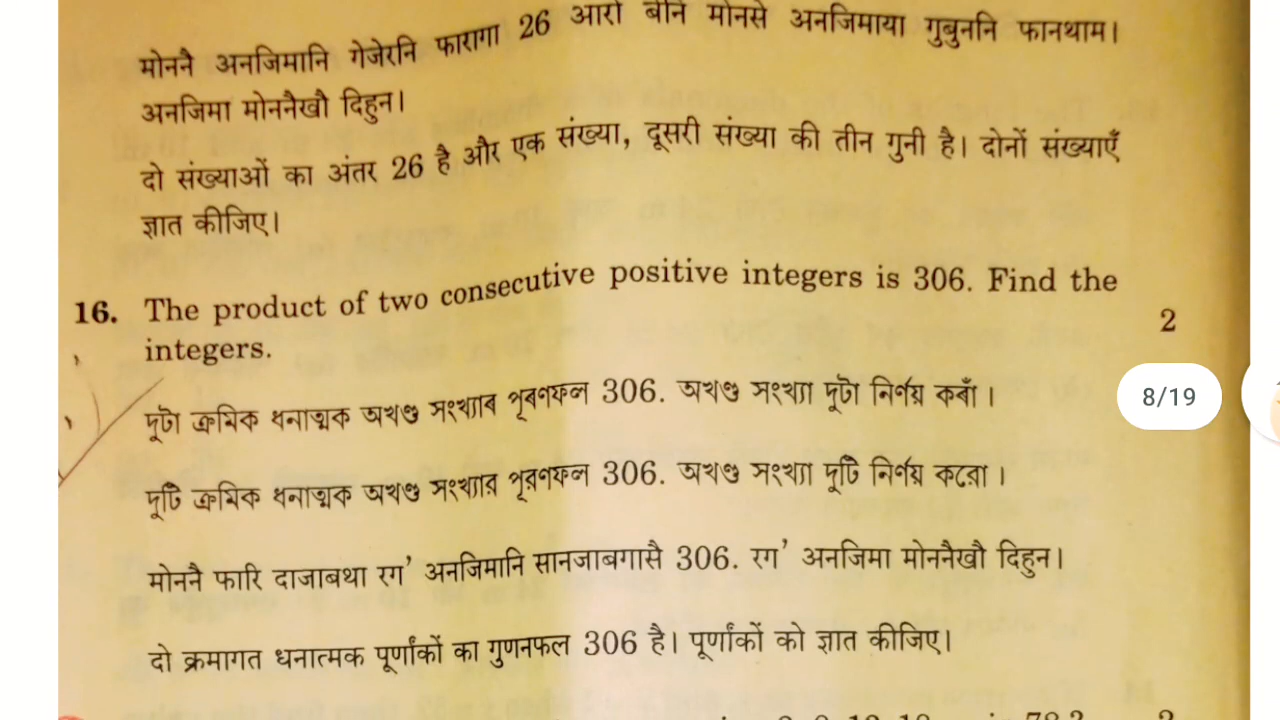 मोननै अनजिमानि गेजेरनि फारागा 26 आरो बेनि मोनसे अनजिमाया गुबुननि फानथाम।
अनजिमा मोननैखौ दिहुन।
दो संख्याओं का अंतर 26 है और एक संख्या, दूसरी संख्या की तीन गुनी है। दोनों संख्याएँ
ज्ञात कीजिए।
16. The product of two consecutive positive integers is 306. Find the
integers.
2
দুটা ক্রমিক ধনাত্মক অখণ্ড সংখ্যাৰ পূৰণফল 306. অখণ্ড সংখ্যা দুটা নিৰ্ণয় কৰাঁ ।
8/19
দুটি ক্রমিক ধনাত্মক অখণ্ড সংখ্যার পূরণফল 306. অখণ্ড সংখ্যা দুটি নির্ণয় করো ।
मोननै फारि दाजाबथा रग' अनजिमानि सानजाबगासै 306. रग' अनजिमा मोननैखौ दिहुन।
दो क्रमागत धनात्मक पूर्णांकों का गुणनफल 306 है। पूर्णांकों को ज्ञात कीजिए।